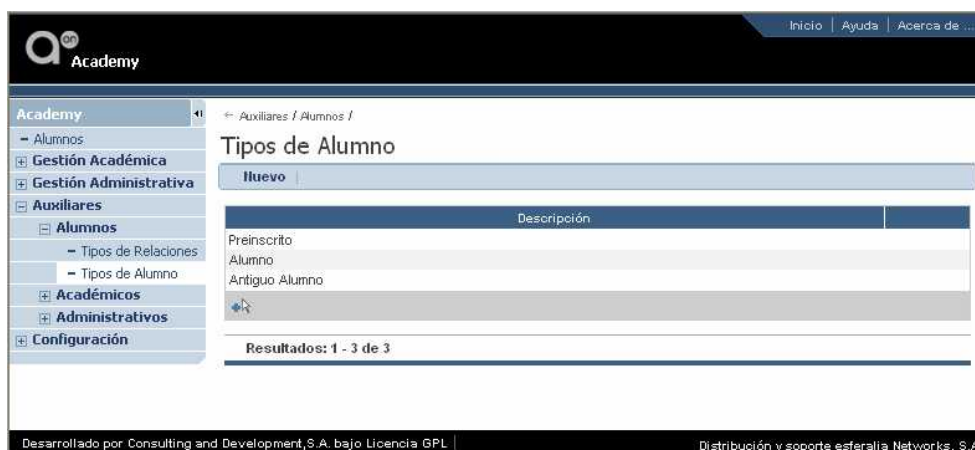 Inicio | Ayuda | Acerca de ...
on
Academy
Academy
Alumnos
Gestión Académica
Gestión Administrativa
Auxiliares
Alumnos
Tipos de Relaciones
Tipos de Alumno
Académicos
Administrativos
Configuración
← Auxiliares / Alumnos /
Tipos de Alumno
Nuevo |
Descripción
Preinscrito
Alumno
Antiguo Alumno
Resultados: 1 - 3 de 3
Desarrollado por Consulting and Development,S.A. bajo Licencia GPL |
Distribución y soporte esferalia Networks, S.A